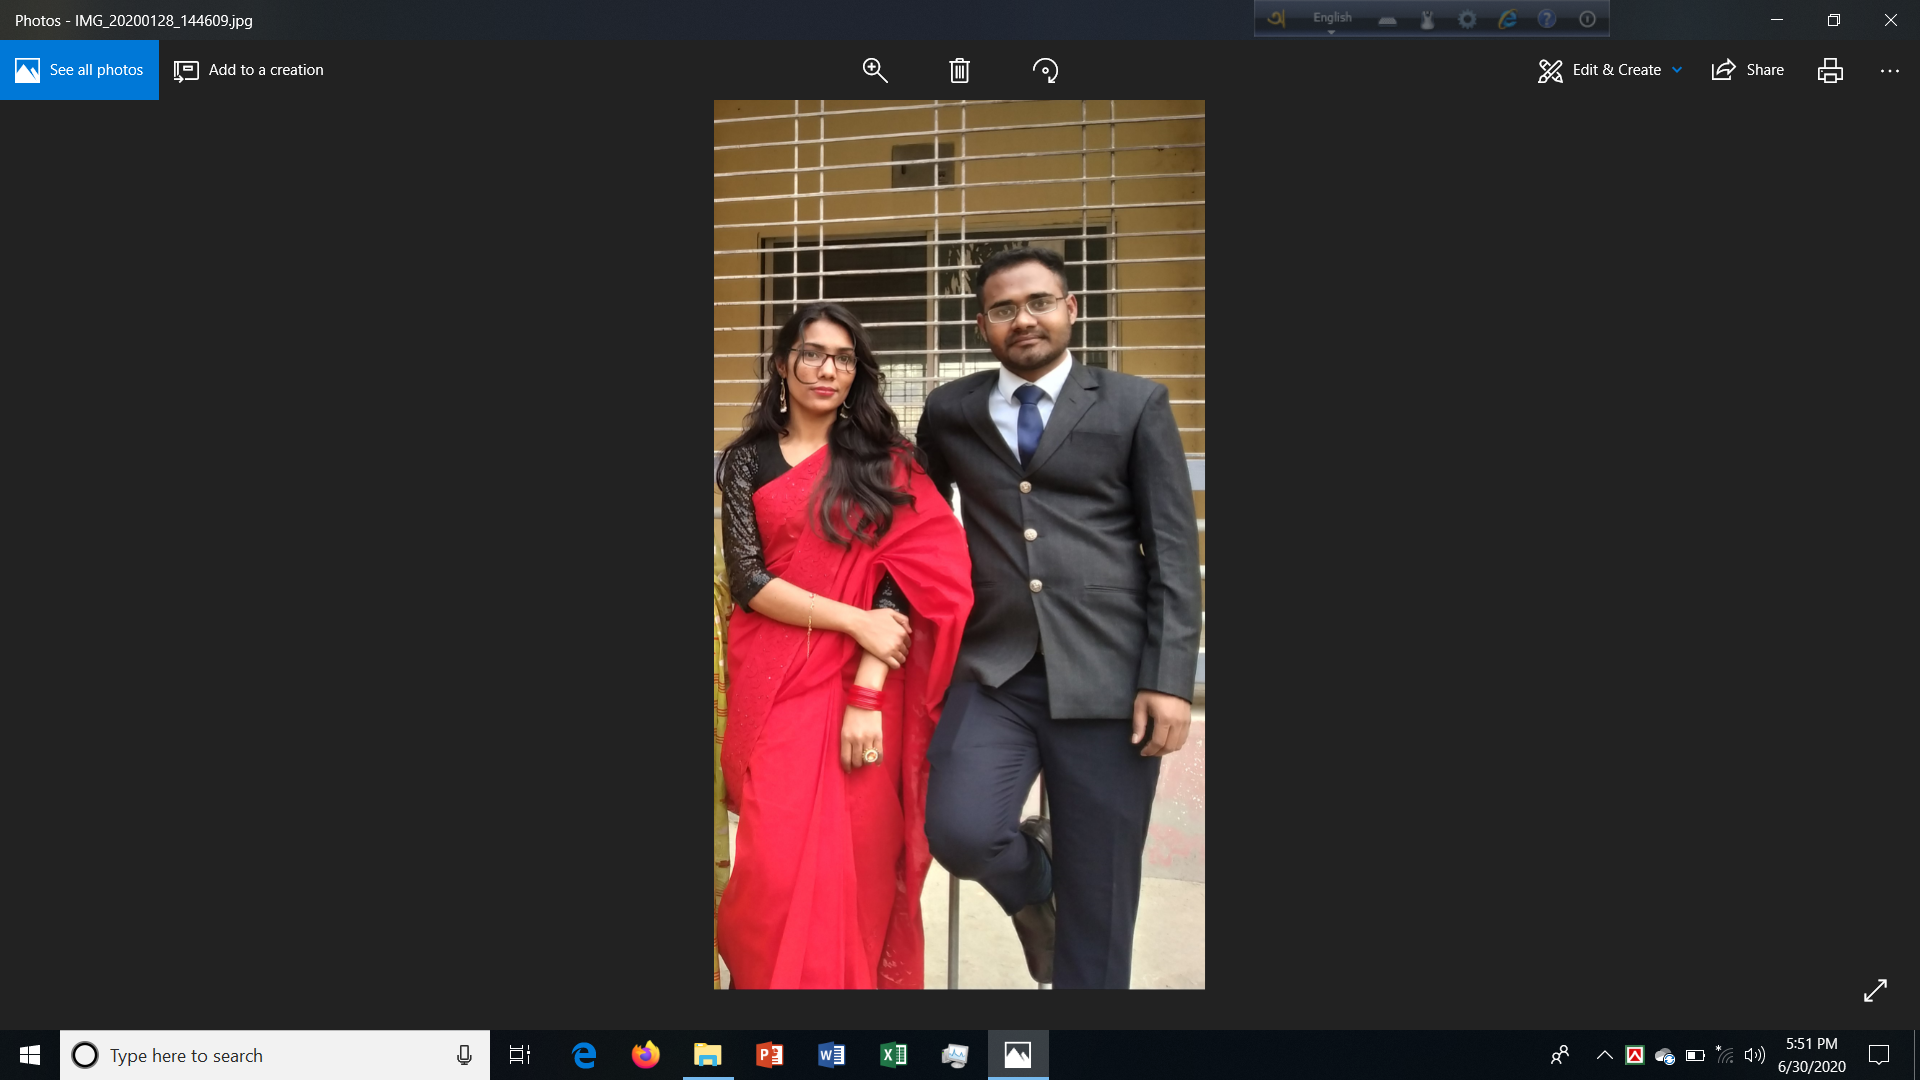 Photos - IMG_20200128_144609.jpg
অ English
See all photos
Add to a creation
Edit & Create
Share
Type here to search
5:51 PM
6/30/2020